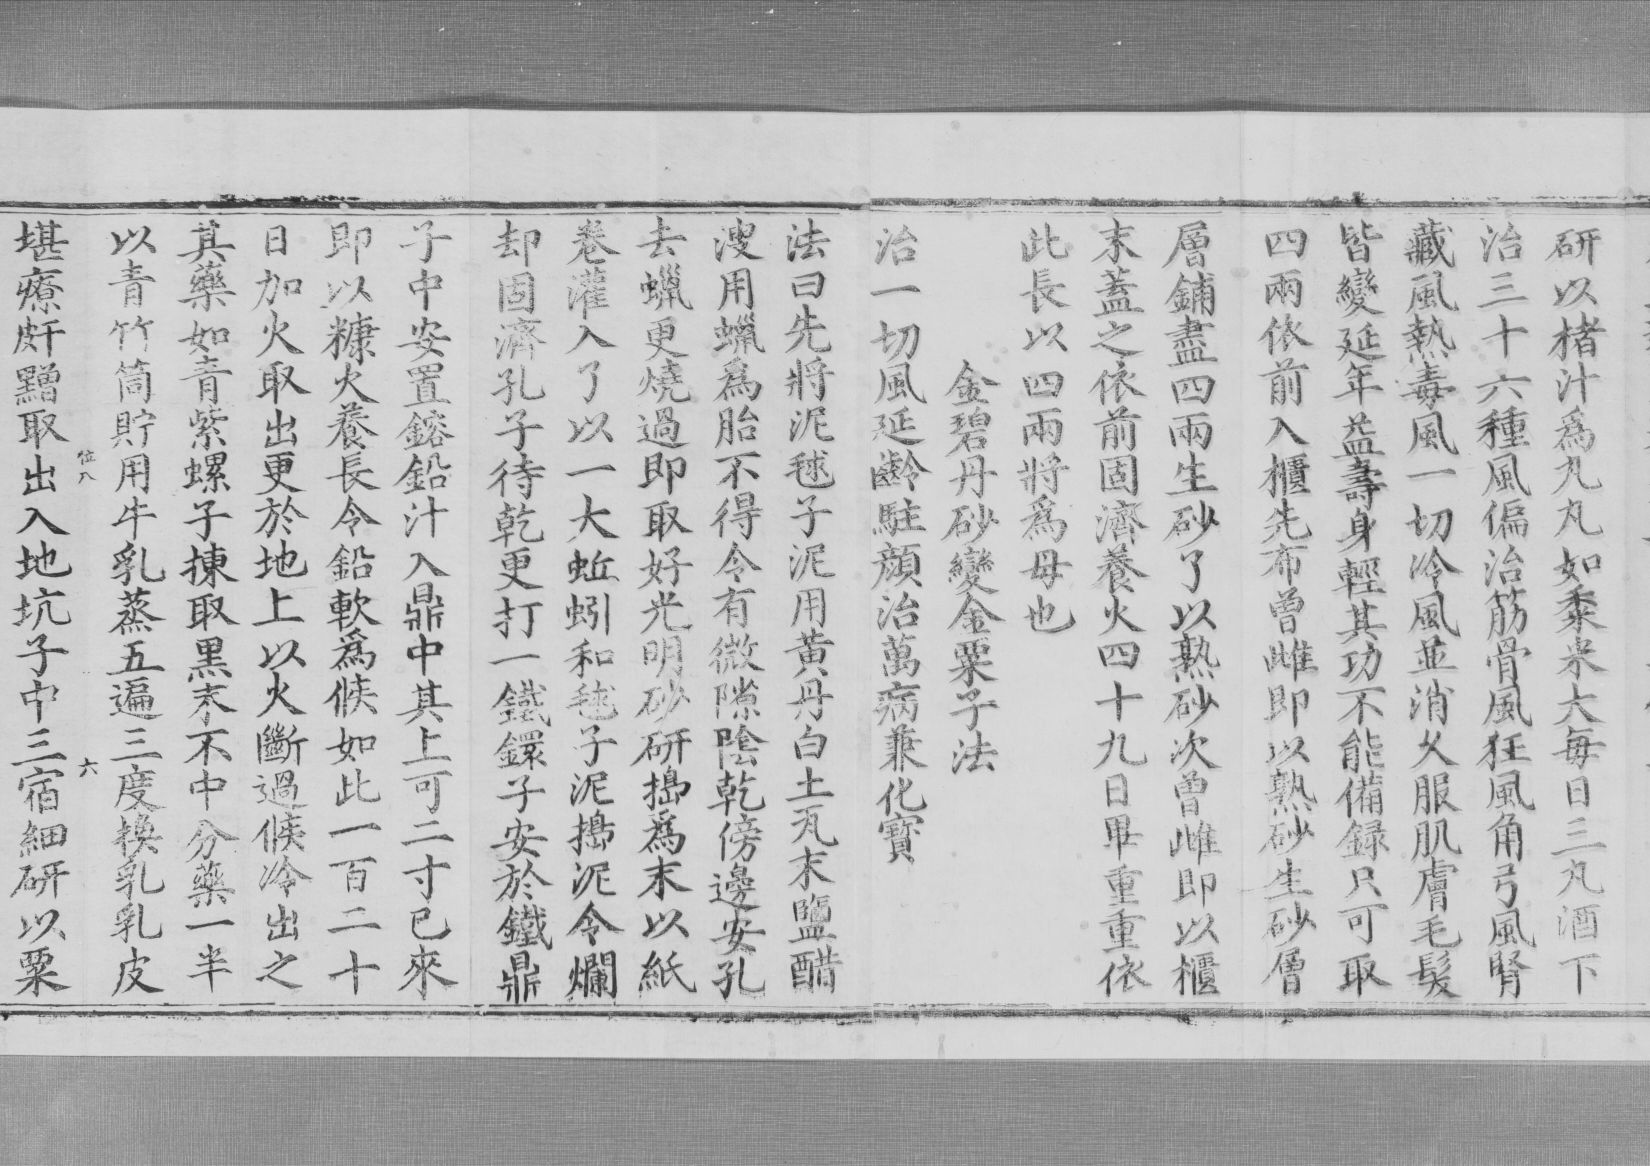 研以楮汁爲丸丸如黍米大每日三丸酒下
治三十六種風偏治筋骨風狂風角弓風腎
藏風熱毒風一切冷風並消久服肌膚毛髮
皆變延年益壽身輕其功不能備録只可取
四兩依前入櫃先布曾雌即以熟砂生砂層
層鋪盡四兩生砂了以熟砂次曾雌即以櫃
末蓋之依前固濟養火四十九日畢重重依
此長以四兩將爲母也
金碧丹砂變金粟子法
治一切風延齡駐顔治萬病兼化寶
法曰先將泥毬子泥用黄丹白土瓦末鹽醋
溲用蠟爲胎不得令有微隙陰乾傍邊安孔
去蠟更燒過即取好光明砂研搗爲末以紙
卷灌入了以一大蚯蚓和毬子泥搗泥令爛
却固濟孔子待乾更打一鐵鐶子安於鐵鼎
子中安置鎔鉛汁入鼎中其上可二寸已來
即以糠火養長令鉛軟爲候如此一百二十
日加火取出更於地上以火斷過候冷出之
其藥如青紫螺子揀取黒末不中分藥一半
以青竹筒貯用牛乳蒸五遍三度換乳乳皮
位八 六
堪療皯䵴取出入地坑子中三宿細研以粟